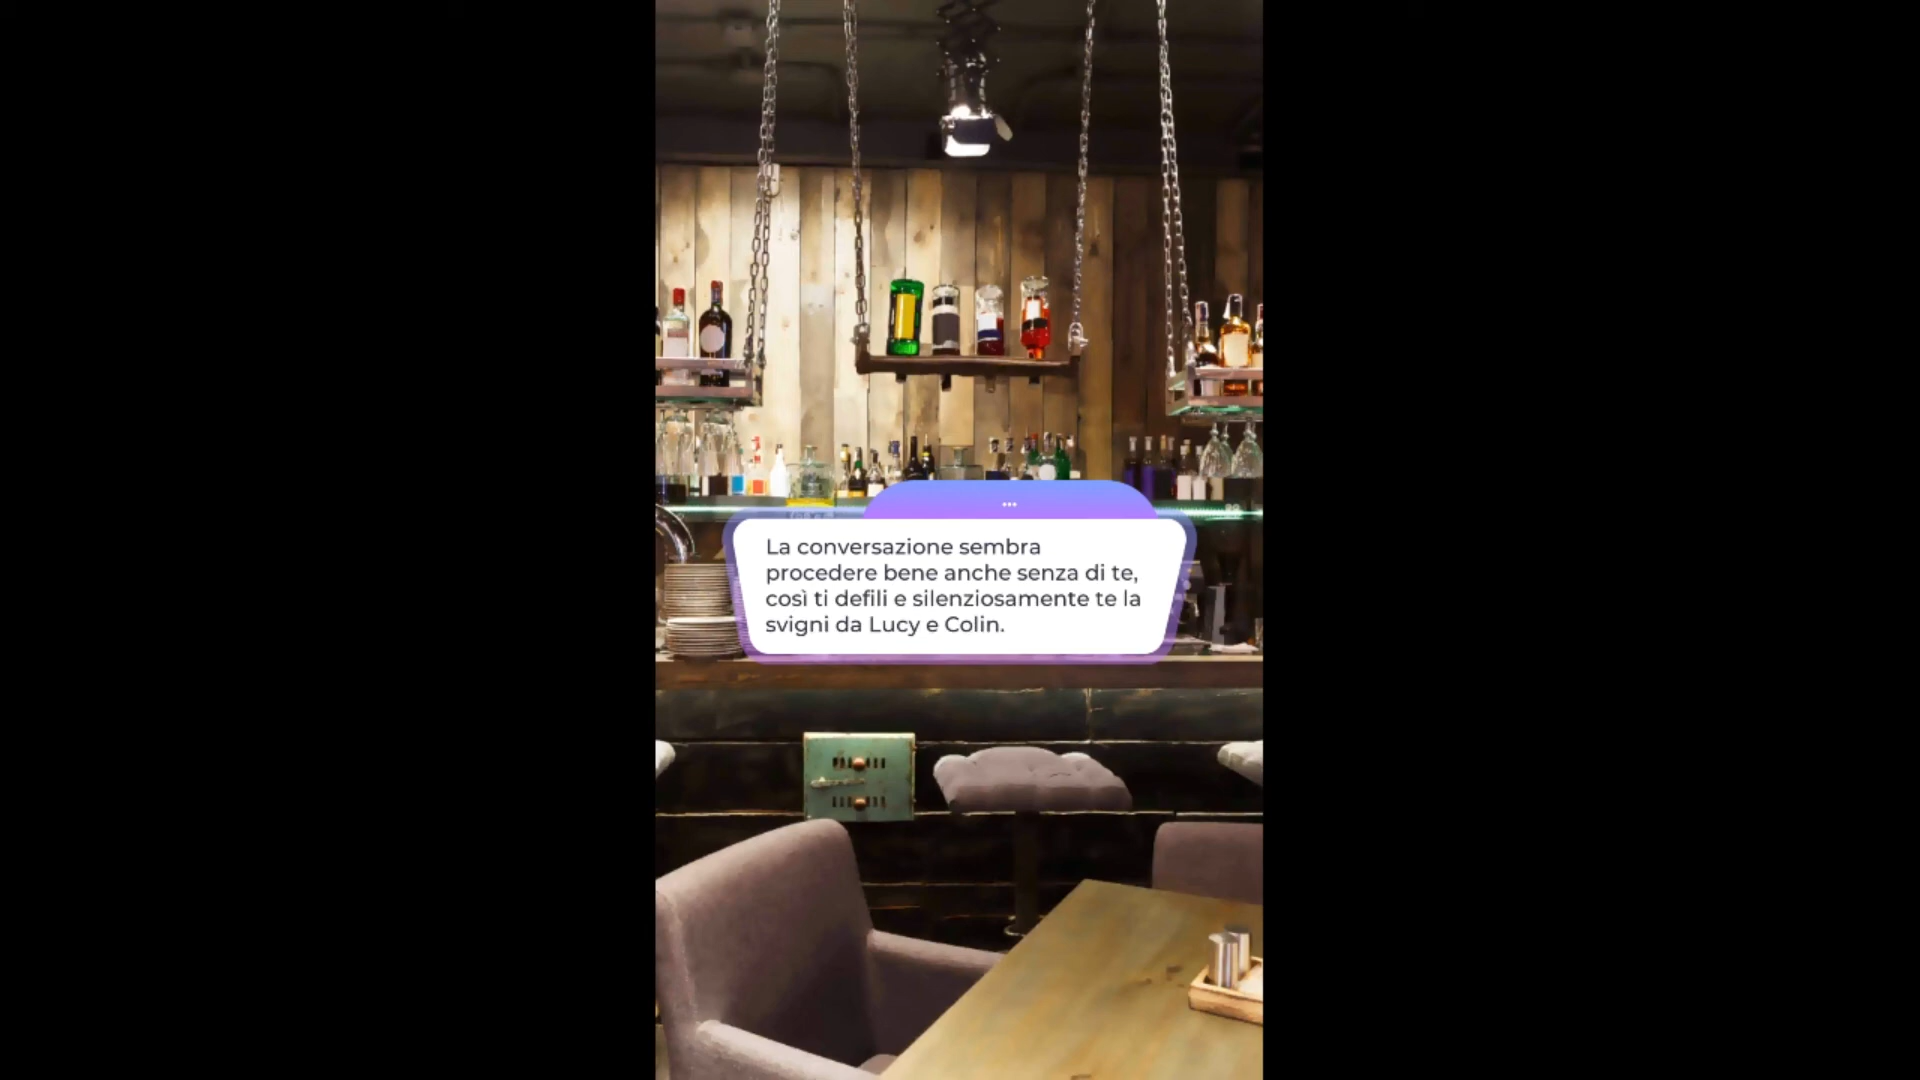 ...
La conversazione sembra
procedere bene anche senza di te,
così ti defili e silenziosamente te la
svigni da Lucy e Colin.